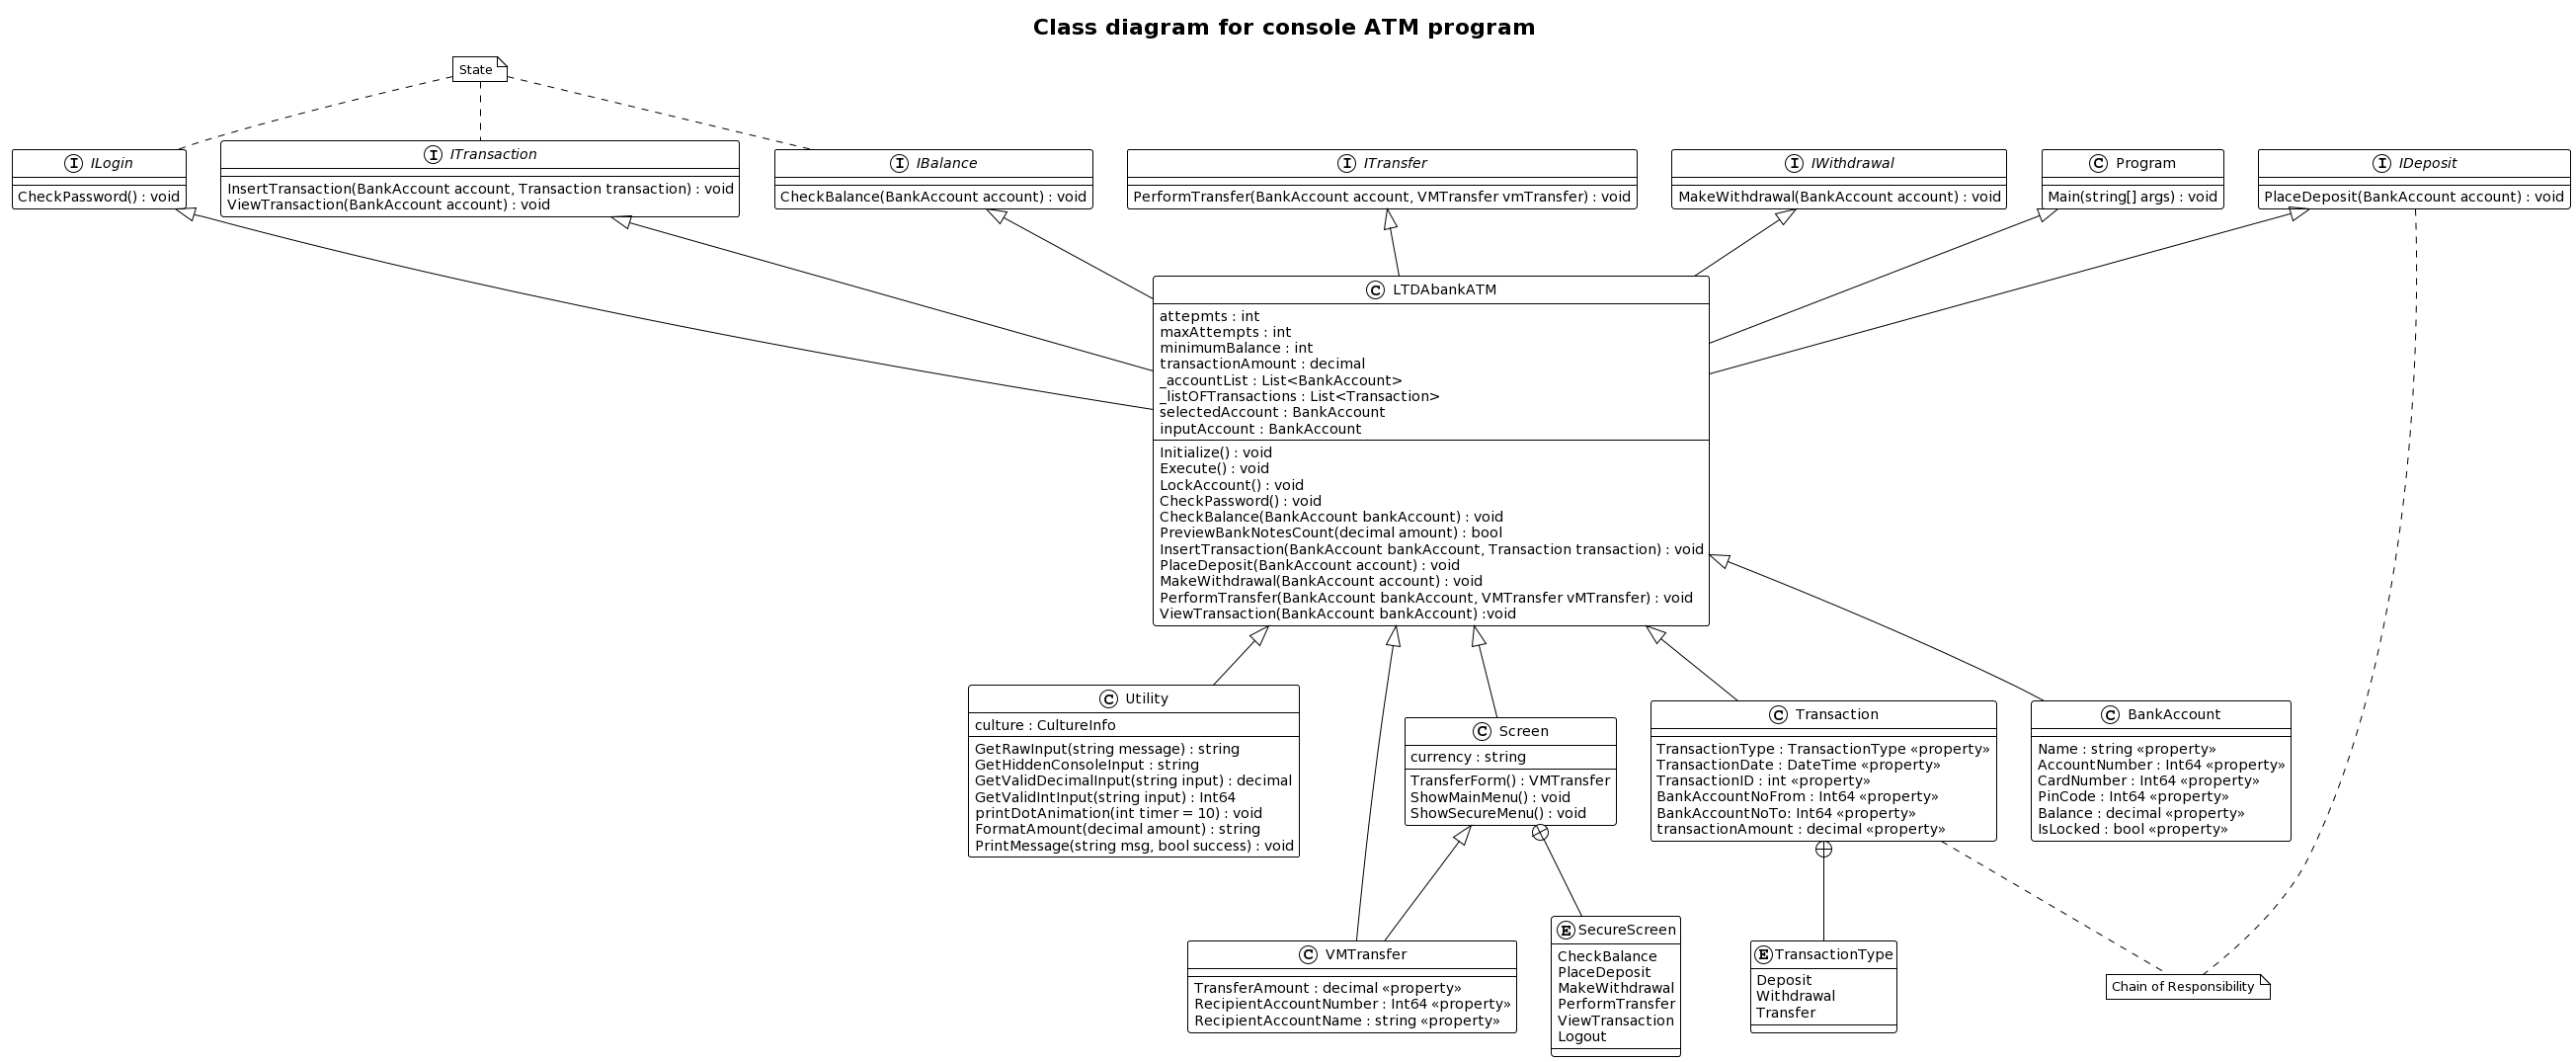 Class diagram for console ATM program
State
I ILogin
CheckPassword() : void
I ITransaction
InsertTransaction(BankAccount account, Transaction transaction) : void
ViewTransaction(BankAccount account) : void
I IBalance
CheckBalance(BankAccount account) : void
I ITransfer
PerformTransfer(BankAccount account, VMTransfer vmTransfer) : void
I IWithdrawal
MakeWithdrawal(BankAccount account) : void
C Program
Main(string[] args) : void
I IDeposit
PlaceDeposit(BankAccount account) : void
C LTDAbankATM
attepmts : int
maxAttempts : int
minimumBalance : int
transactionAmount : decimal
_accountList : List<BankAccount>
_listOFTransactions : List<Transaction>
selectedAccount : BankAccount
inputAccount : BankAccount
Initialize() : void
Execute() : void
LockAccount() : void
CheckPassword() : void
CheckBalance(BankAccount bankAccount) : void
PreviewBankNotesCount(decimal amount) : bool
InsertTransaction(BankAccount bankAccount, Transaction transaction) : void
PlaceDeposit(BankAccount account) : void
MakeWithdrawal(BankAccount account) : void
PerformTransfer(BankAccount bankAccount, VMTransfer vMTransfer) : void
ViewTransaction(BankAccount bankAccount) :void
C Utility
culture : CultureInfo
GetRawInput(string message) : string
GetHiddenConsoleInput : string
GetValidDecimalInput(string input) : decimal
GetValidIntInput(string input) : Int64
printDotAnimation(int timer = 10) : void
FormatAmount(decimal amount) : string
PrintMessage(string msg, bool success) : void
C Screen
currency : string
TransferForm() : VMTransfer
ShowMainMenu() : void
ShowSecureMenu() : void
C Transaction
TransactionType : TransactionType «property»
TransactionDate : DateTime «property»
TransactionID : int «property»
BankAccountNoFrom : Int64 «property»
BankAccountNoTo: Int64 «property»
transactionAmount : decimal «property»
C BankAccount
Name : string «property»
AccountNumber : Int64 «property»
CardNumber : Int64 «property»
PinCode : Int64 «property»
Balance : decimal «property»
IsLocked : bool «property»
C VMTransfer
TransferAmount : decimal «property»
RecipientAccountNumber : Int64 «property»
RecipientAccountName : string «property»
E SecureScreen
CheckBalance
PlaceDeposit
MakeWithdrawal
PerformTransfer
ViewTransaction
Logout
E TransactionType
Deposit
Withdrawal
Transfer
Chain of Responsibility